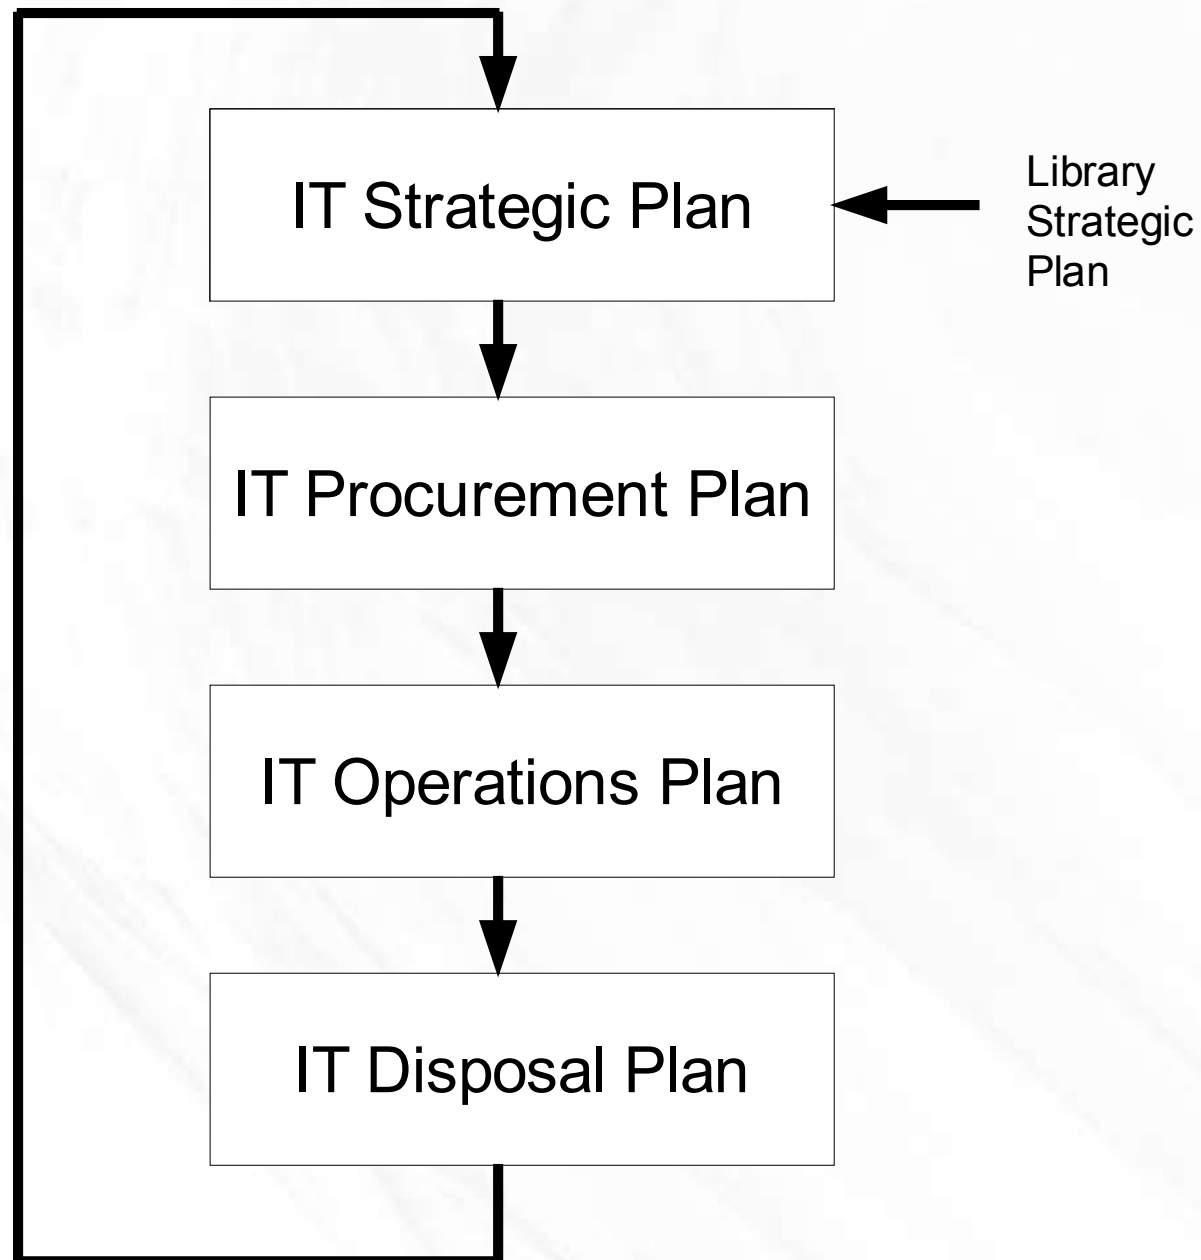 IT Strategic Plan
Library
Strategic
Plan
IT Procurement Plan
IT Operations Plan
IT Disposal Plan